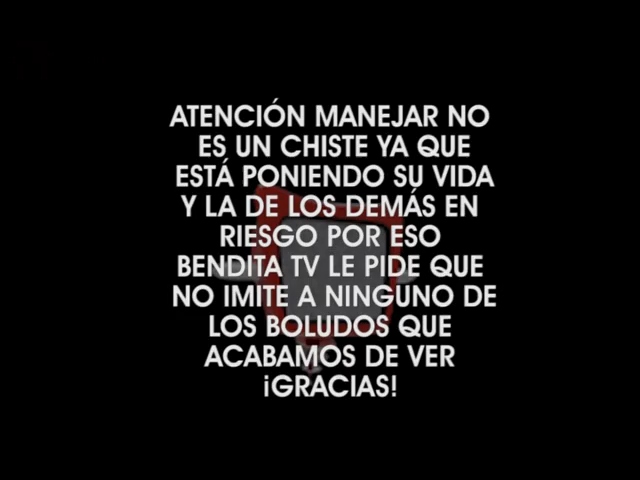 ATENCIÓN MANEJAR NO
ES UN CHISTE YA QUE
ESTÁ PONIENDO SU VIDA
Y LA DE LOS DEMÁS EN
RIESGO POR ESO
BENDITA TV LE PIDE QUE
NO IMITE A NINGUNO DE
LOS BOLUDOS QUE
ACABAMOS DE VER
¡GRACIAS!